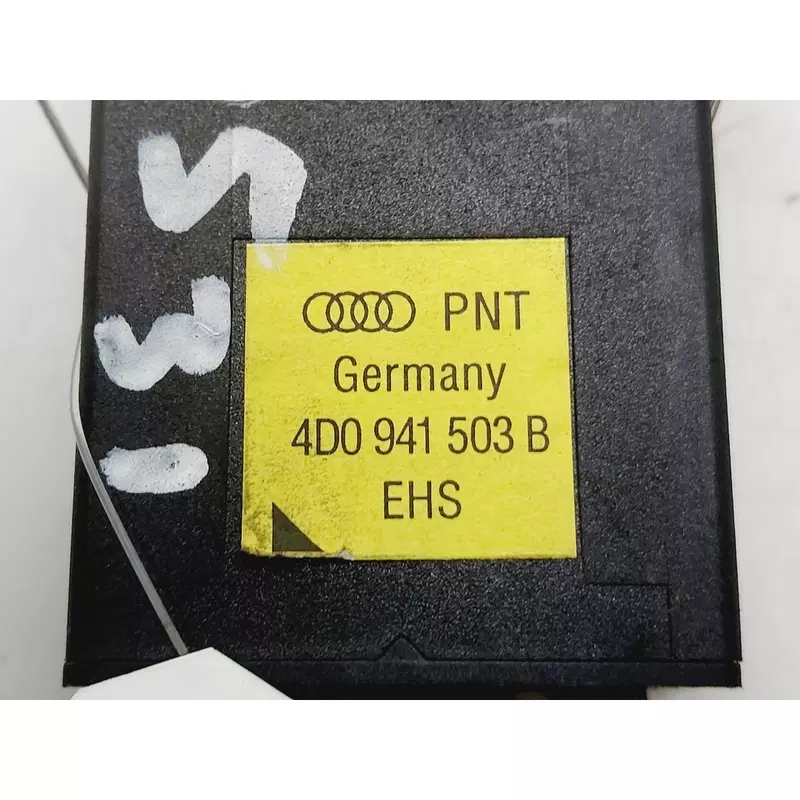 PNT
Germany
4D0 941 503 B
EHS